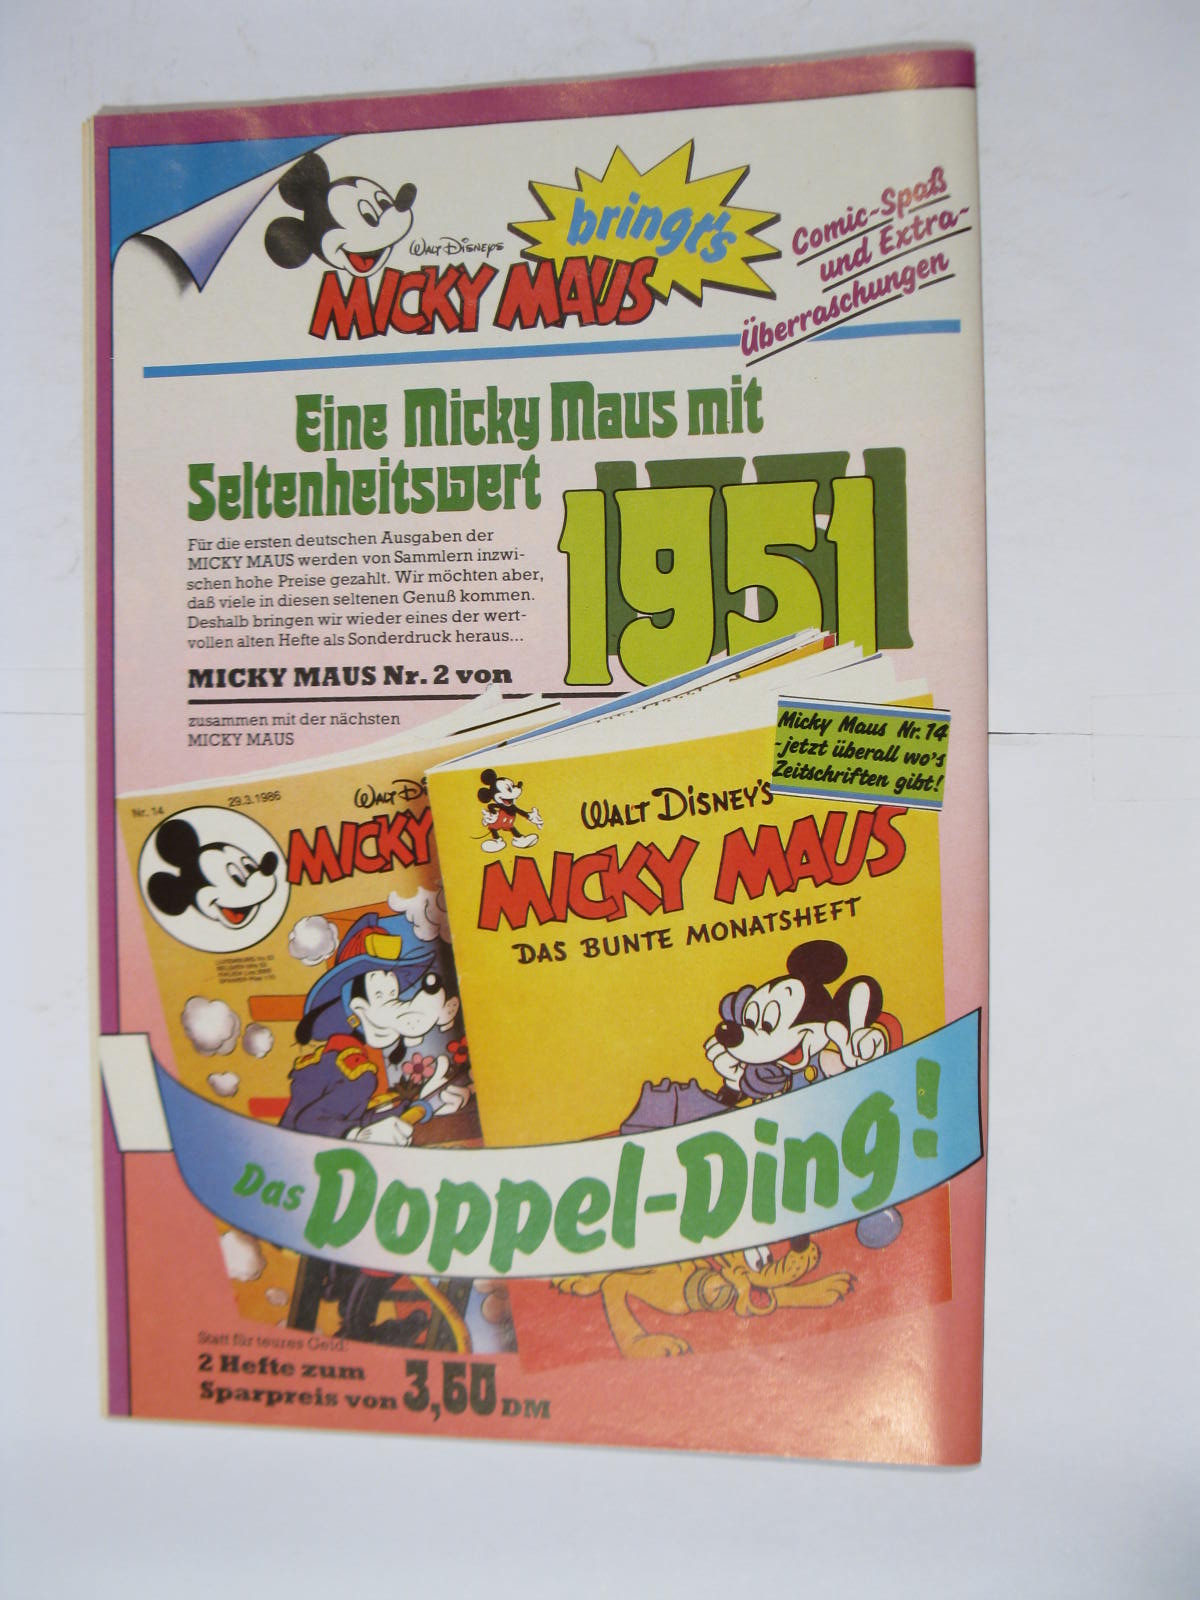 WALT DISNEYS
MICKY MAUS
bringt's
Comic-Spaß
und Extra-
Überraschungen
Eine Micky Maus mit
Seltenheitswert
Für die ersten deutschen Ausgaben der
MICKY MAUS werden von Sammlern inzwi-
schen hohe Preise gezahlt. Wir möchten aber,
daß viele in diesen seltenen Genuß kommen.
Deshalb bringen wir wieder eines der wert-
vollen alten Hefte als Sonderdruck heraus...
MICKY MAUS Nr. 2 von
1951
zusammen mit der nächsten
MICKY MAUS
Micky Maus Nr. 14
- jetzt überall wo's
Zeitschriften gibt!
Nr. 14
29.3.1986
WALT DI
MICKY
WALT DISNEY'S
MICKY MAUS
DAS BUNTE MONATSHEFT
Das Doppel-Ding!
Statt für teures Geld:
2 Hefte zum
Sparpreis von 3,60 DM